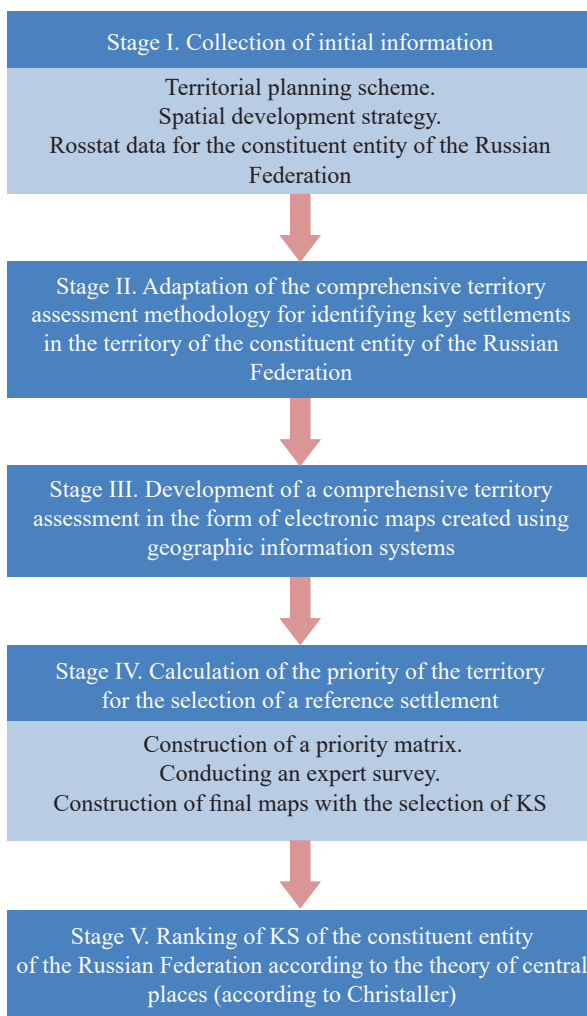 Stage I. Collection of initial information
Territorial planning scheme.
Spatial development strategy.
Rosstat data for the constituent entity of the Russian
Federation
Stage II. Adaptation of the comprehensive territory
assessment methodology for identifying key settlements
in the territory of the constituent entity of the Russian
Federation
Stage III. Development of a comprehensive territory
assessment in the form of electronic maps created using
geographic information systems
Stage IV. Calculation of the priority of the territory
for the selection of a reference settlement
Construction of a priority matrix.
Conducting an expert survey.
Construction of final maps with the selection of KS
Stage V. Ranking of KS of the constituent entity
of the Russian Federation according to the theory of central
places (according to Christaller)